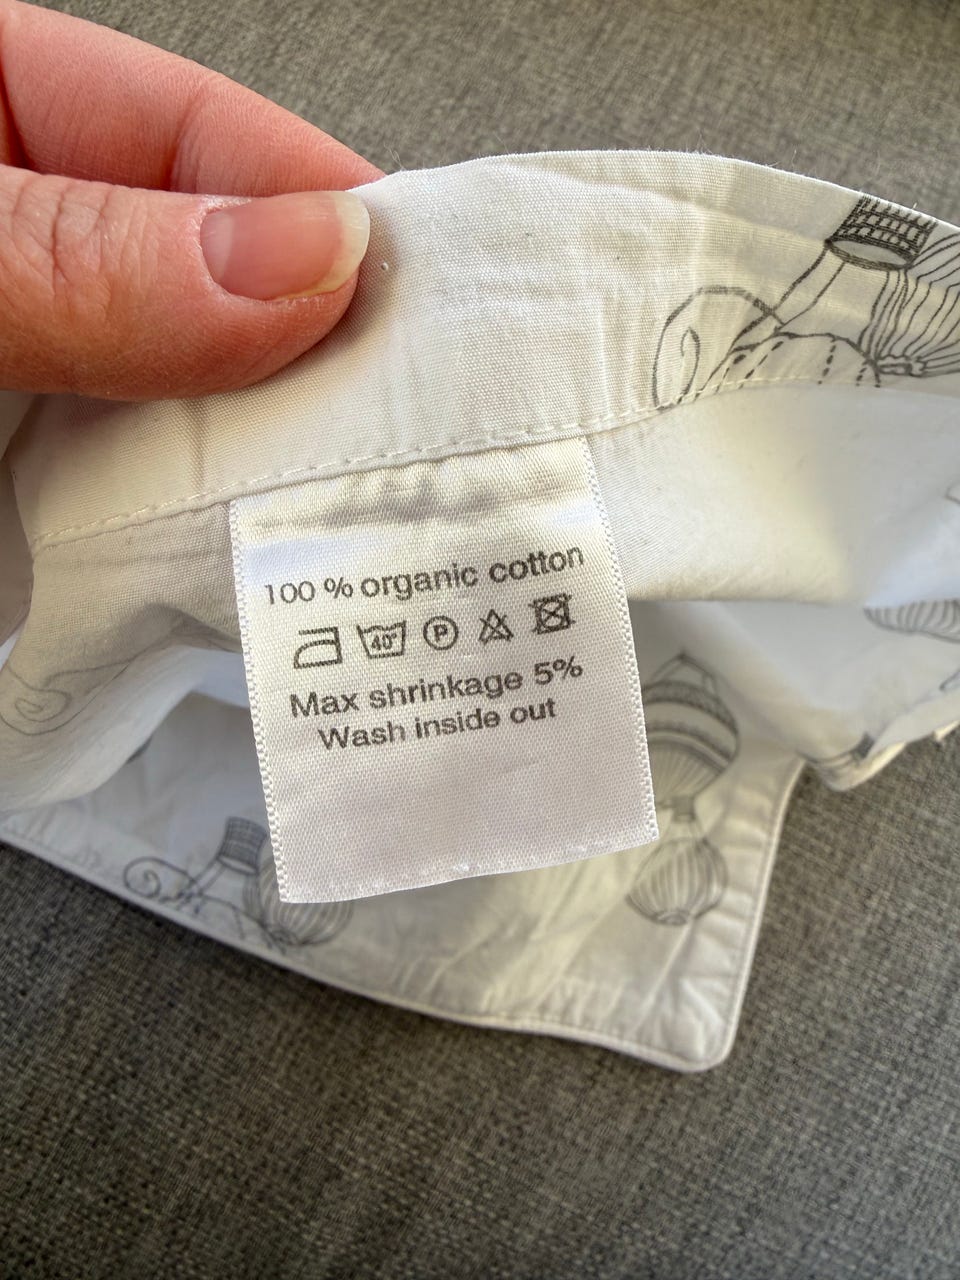 100 % organic cotton
40° P
Max shrinkage 5%
Wash inside out